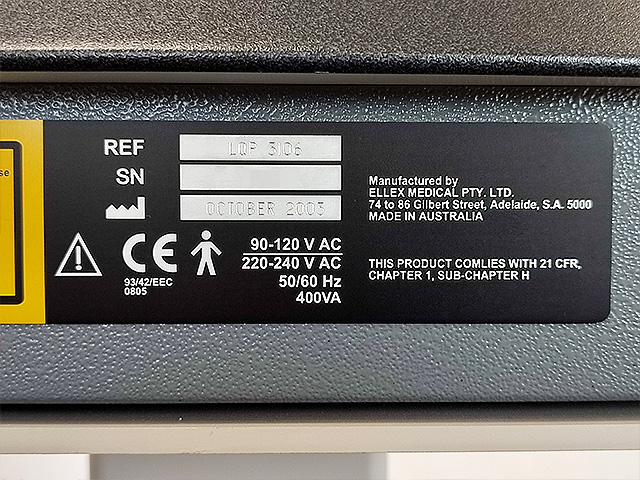 se
REF LQP 3106
SN
OCTOBER 2003
CE
93/42/EEC
0805
90-120 V AC
220-240 V AC
50/60 Hz
400VA
Manufactured by
ELLEX MEDICAL PTY. LTD.
74 to 86 Gilbert Street, Adelaide, S.A. 5000
MADE IN AUSTRALIA
THIS PRODUCT COMLIES WITH 21 CFR,
CHAPTER 1, SUB-CHAPTER H